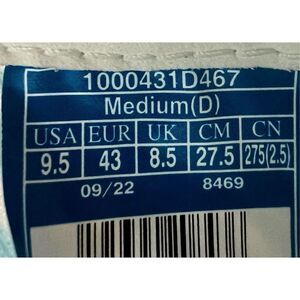 1000431D467
Medium(D)
USA EUR UK CM CN
9.5 43 8.5 27.5 275(2.5)
09/22 8469